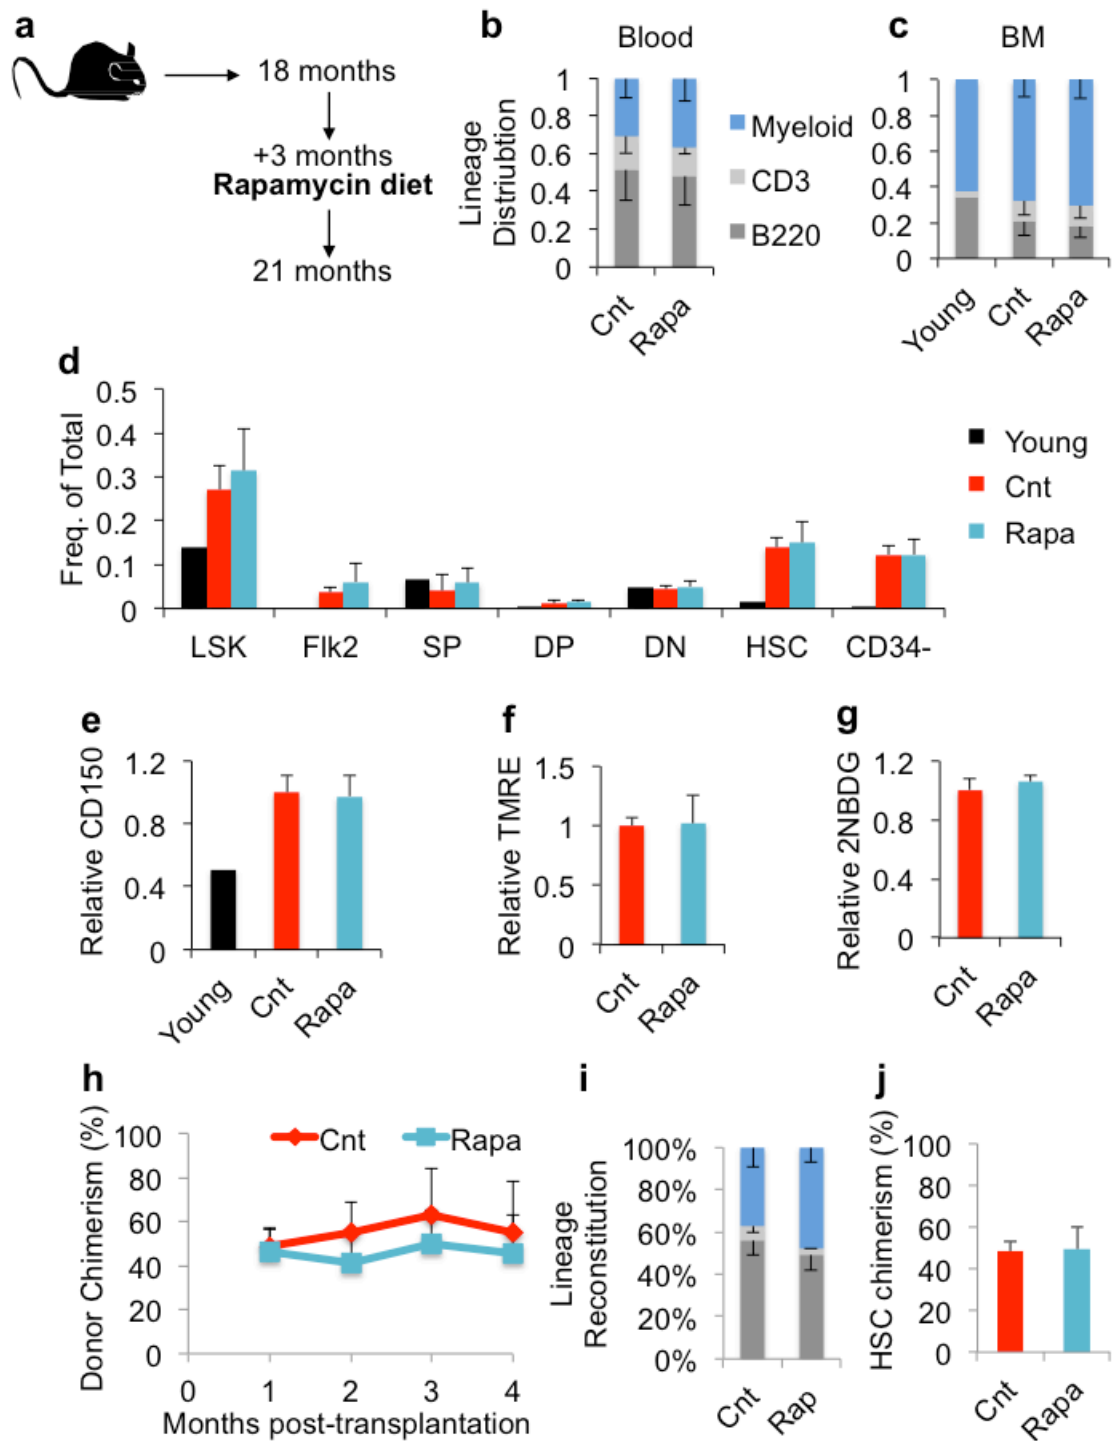 a
18 months
+3 months
Rapamycin diet
21 months
b
Blood
Lineage
Distriubtion
1
0.8
0.6
0.4
0.2
0
Cnt
Rapa
Myeloid
CD3
B220
c
BM
1
0.8
0.6
0.4
0.2
0
Young
Cnt
Rapa
d
Freq. of Total
0.5
0.4
0.3
0.2
0.1
0
LSK
Flk2
SP
DP
DN
HSC
CD34-
Young
Cnt
Rapa
e
Relative CD150
1.2
0.8
0.4
0
Young
Cnt
Rapa
f
Relative TMRE
1.5
1
0.5
0
Cnt
Rapa
g
Relative 2NBDG
1.2
0.8
0.4
0
Cnt
Rapa
h
Donor Chimerism (%)
100
80
60
40
20
0
Cnt
Rapa
0 1 2 3 4
Months post-transplantation
i
Lineage
Reconstitution
100%
80%
60%
40%
20%
0%
Cnt
Rap
j
HSC chimerism (%)
100
80
60
40
20
0
Cnt
Rapa